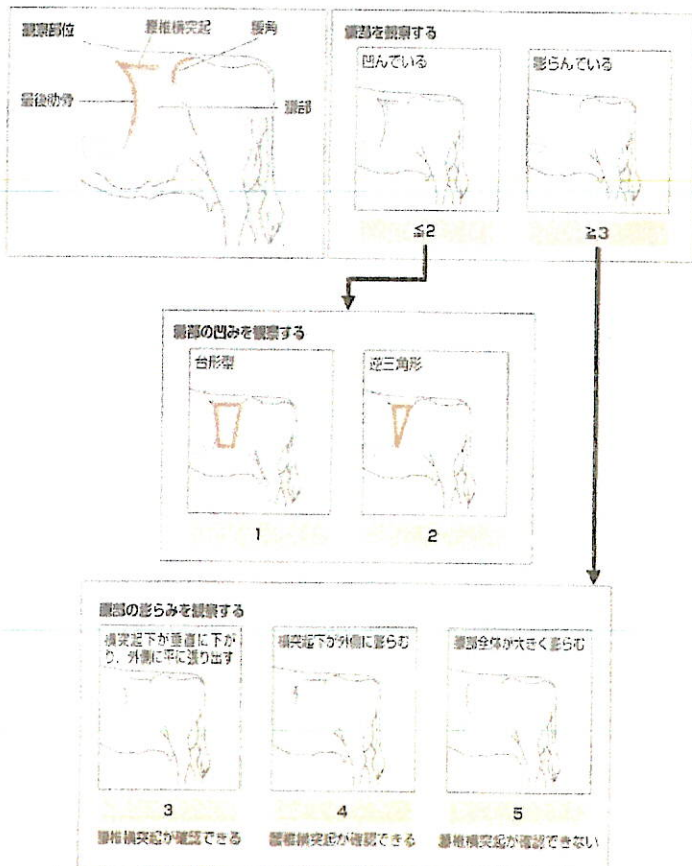 観察部位
腰椎横突起
腰角
最後肋骨
膁部
膁部を観察する
凹んでいる
膨らんでいる
≦2
≧3
膁部の凹みを観察する
台形型
逆三角形
1
2
膁部の膨らみを観察する
横突起下が垂直に下が
り，外側に平に張り出す
横突起下が外側に膨らむ
膁部全体が大きく膨らむ
3
4
5
腰椎横突起が確認できる
腰椎横突起が確認できる
腰椎横突起が確認できない